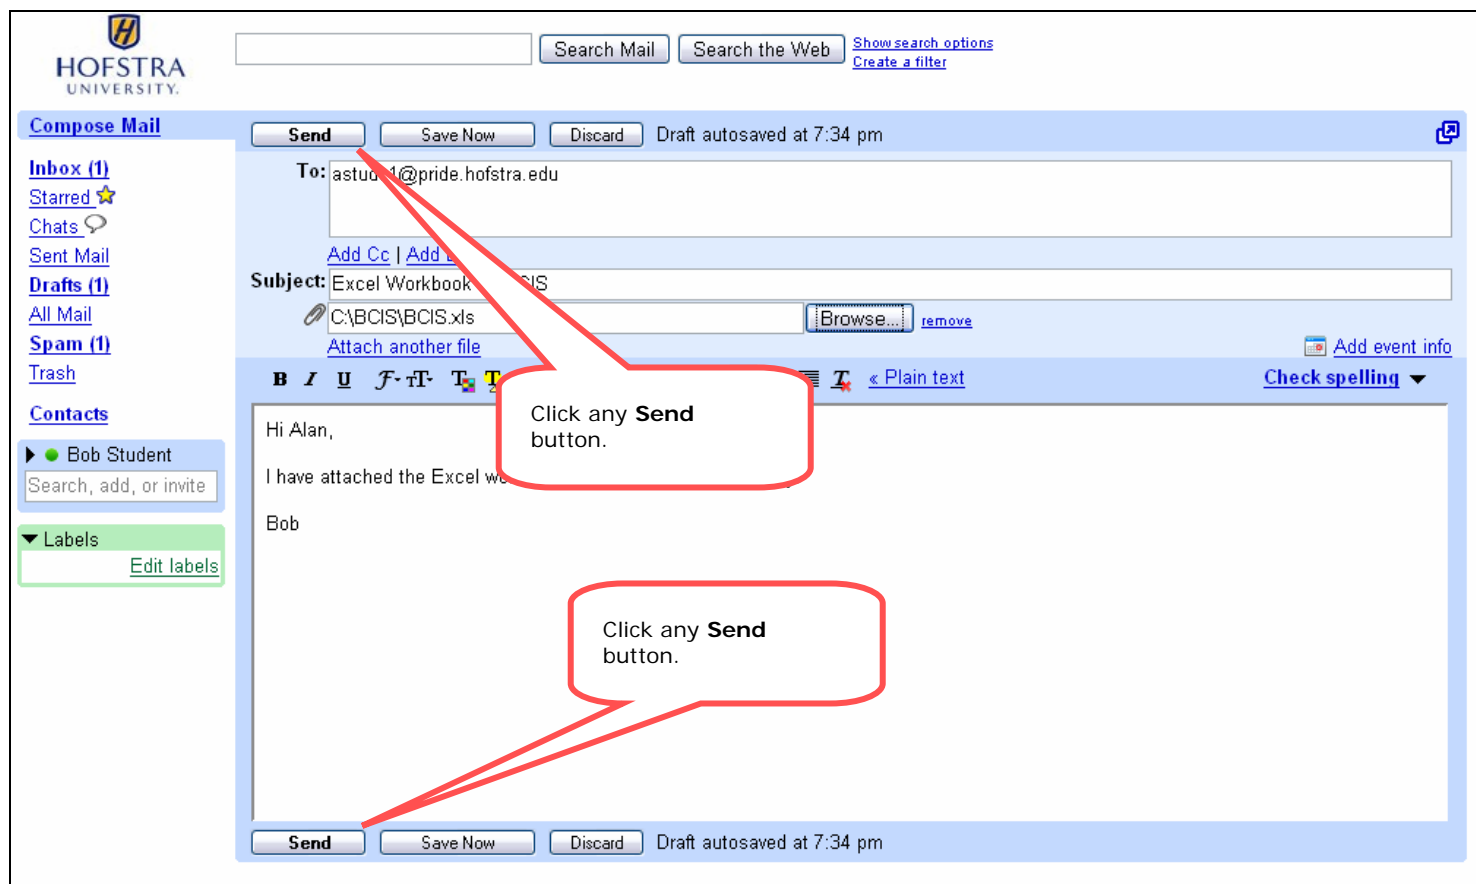 HOFSTRA
UNIVERSITY.
Search Mail Search the Web Show search options
Create a filter
Compose Mail
Send Save Now Discard Draft autosaved at 7:34 pm
Inbox (1)
Starred
Chats
Sent Mail
Drafts (1)
All Mail
Spam (1)
Trash
Contacts
Bob Student
Search, add, or invite
Labels
Edit labels
To: @pride.hofstra.edu
Add Cc | Add
Subject: Excel Workbook
C:\BCIS\BCIS.xls Browse... remove
Attach another file Add event info
B I U « Plain text Check spelling
Click any Send
button.
Hi Alan,
I have attached the Excel
Bob
Click any Send
button.
Send Save Now Discard Draft autosaved at 7:34 pm